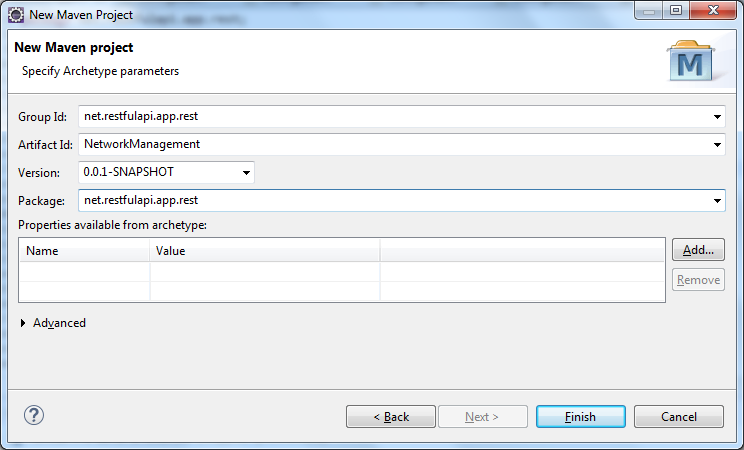 New Maven Project
New Maven project
Specify Archetype parameters
M
Group Id: net.restfulapi.app.rest
Artifact Id: NetworkManagement
Version: 0.0.1-SNAPSHOT
Package: net.restfulapi.app.rest
Properties available from archetype:
Name Value
Add...
Remove
Advanced
? < Back Next > Finish Cancel